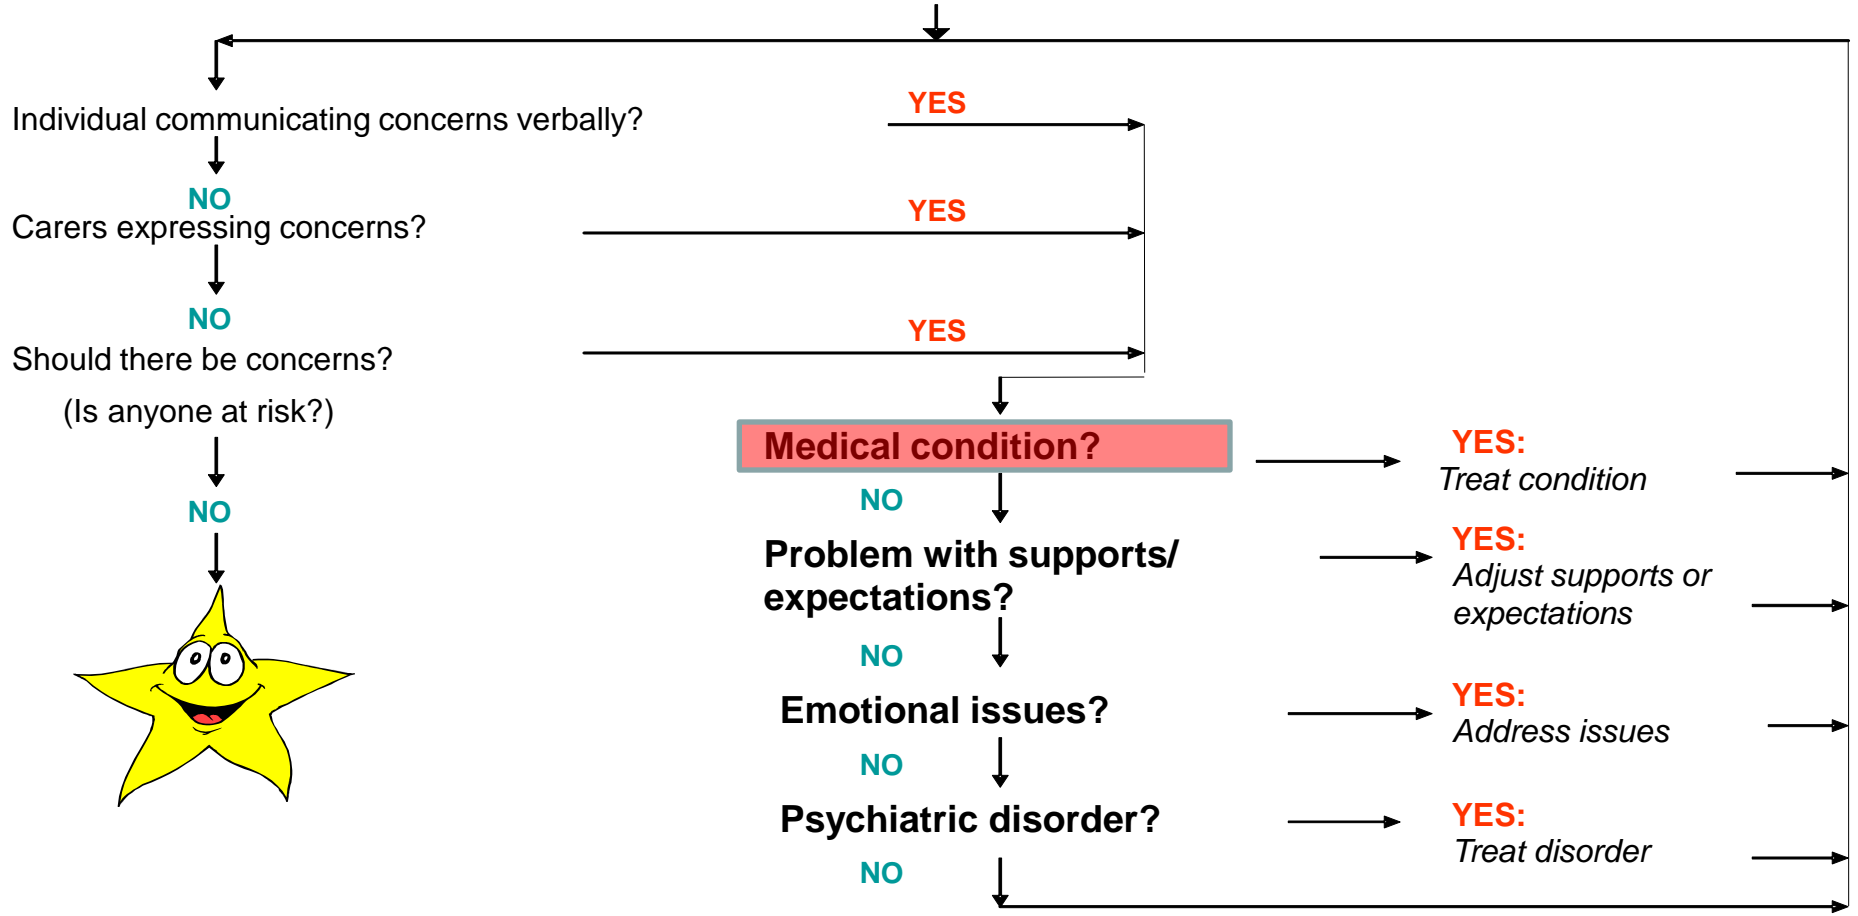 Individual communicating concerns verbally?
YES
NO
Carers expressing concerns?
YES
NO
Should there be concerns?
YES
(Is anyone at risk?)
NO
Medical condition?
YES:
Treat condition
NO
Problem with supports/
expectations?
YES:
Adjust supports or
expectations
NO
Emotional issues?
YES:
Address issues
NO
Psychiatric disorder?
YES:
Treat disorder
NO